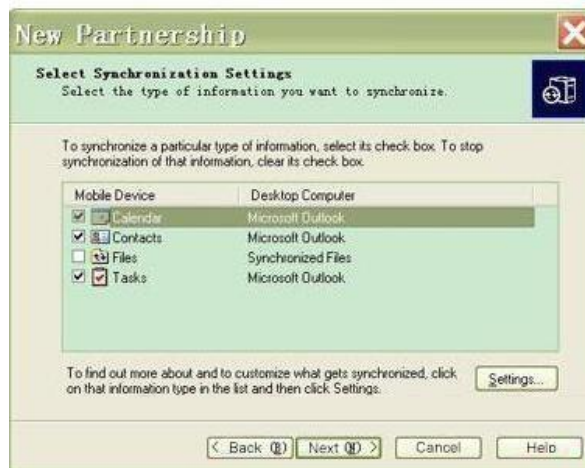 New Partnership
Select Synchronization Settings
Select the type of information you want to synchronize.
To synchronize a particular type of information, select its check box. To stop
synchronization of that information, clear its check box.
Mobile Device Desktop Computer
Calendar Microsoft Outlook
Contacts Microsoft Outlook
Files Synchronized Files
Tasks Microsoft Outlook
To find out more about and to customize what gets synchronized, click
on that information type in the list and then click Settings.
Settings...
< Back (B) Next (N) > Cancel Help